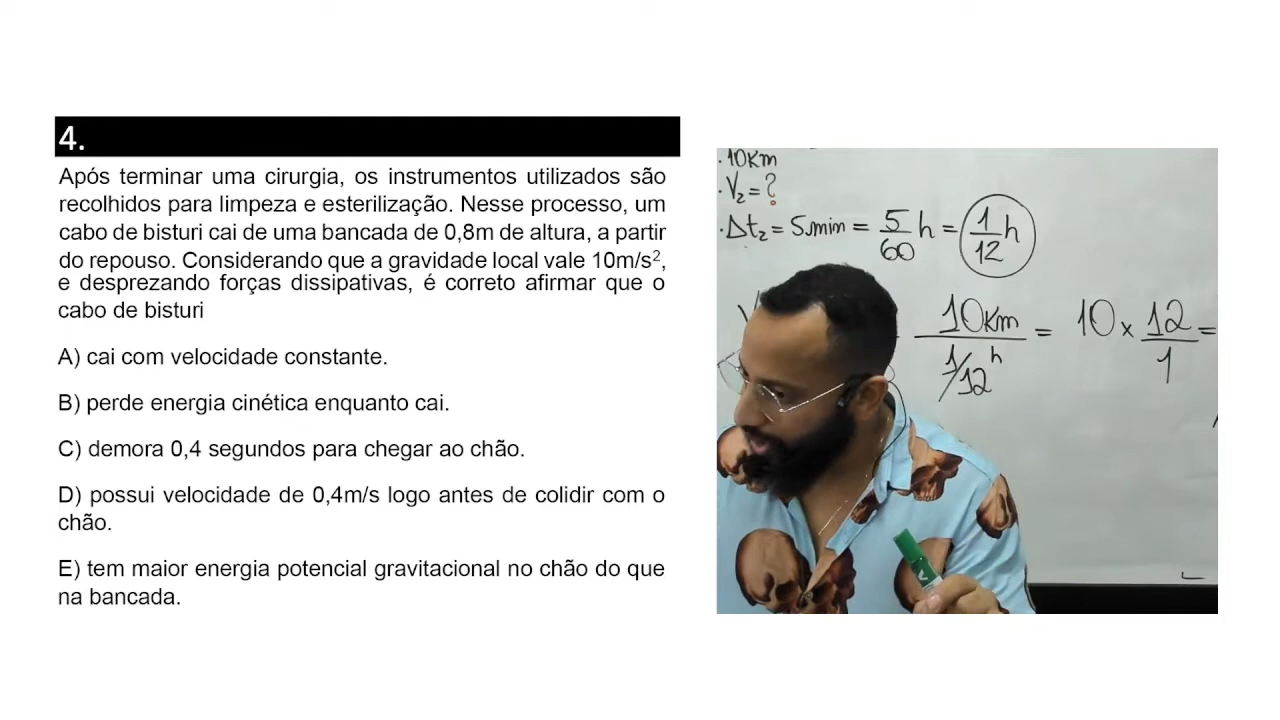 4.
Após terminar uma cirurgia, os instrumentos utilizados são
recolhidos para limpeza e esterilização. Nesse processo, um
cabo de bisturi cai de uma bancada de 0,8m de altura, a partir
do repouso. Considerando que a gravidade local vale 10m/s²,
e desprezando forças dissipativas, é correto afirmar que o
cabo de bisturi
A) cai com velocidade constante.
B) perde energia cinética enquanto cai.
C) demora 0,4 segundos para chegar ao chão.
D) possui velocidade de 0,4m/s logo antes de colidir com o
chão.
E) tem maior energia potencial gravitacional no chão do que
na bancada.
· 10Km
· V₂ = ?
· Δt₂ = 5min = 5/60 h = 1/12 h
10Km / 1/12 h = 10 x 12/1 =